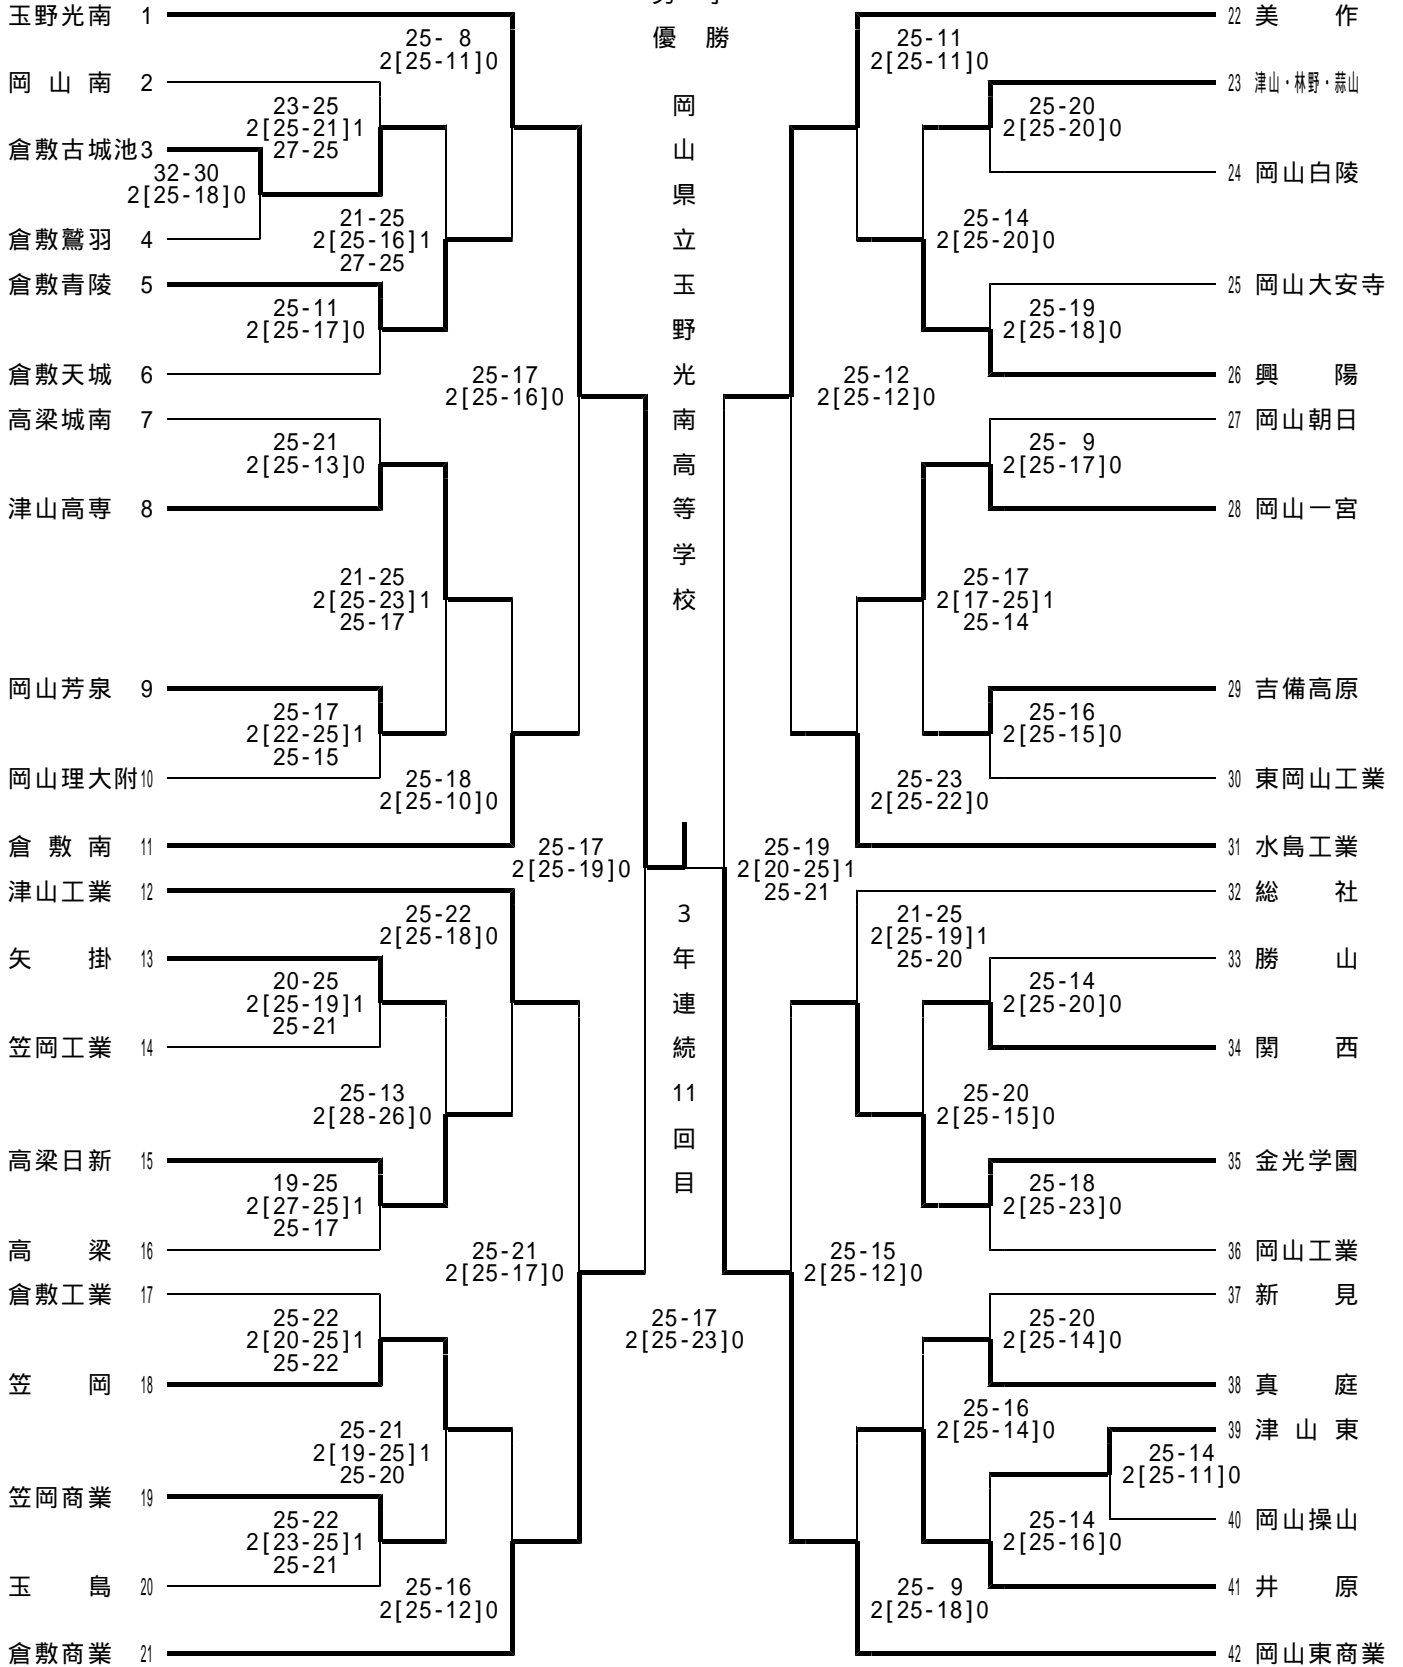 優 勝
岡山県立玉野光南高等学校
3年連続11回目
玉野光南 1
25- 8
2[25-11]0
岡 山 南 2
23-25
2[25-21]1
27-25
倉敷古城池3
32-30
2[25-18]0
倉敷鷲羽 4
21-25
2[25-16]1
27-25
倉敷青陵 5
25-11
2[25-17]0
倉敷天城 6
25-17
2[25-16]0
高梁城南 7
25-21
2[25-13]0
津山高専 8
21-25
2[25-23]1
25-17
岡山芳泉 9
25-17
2[22-25]1
25-15
岡山理大附10
25-18
2[25-10]0
倉 敷 南 11
25-17
2[25-19]0
津山工業 12
25-22
2[25-18]0
矢 掛 13
20-25
2[25-19]1
25-21
笠岡工業 14
25-13
2[28-26]0
高梁日新 15
19-25
2[27-25]1
25-17
高 梁 16
25-21
2[25-17]0
倉敷工業 17
25-22
2[20-25]1
25-22
笠 岡 18
25-21
2[19-25]1
25-20
笠岡商業 19
25-22
2[23-25]1
25-21
玉 島 20
25-16
2[25-12]0
倉敷商業 21
25-17
2[25-23]0
22 美 作
25-11
2[25-11]0
23 津山・林野・蒜山
25-20
2[25-20]0
24 岡山白陵
25-14
2[25-20]0
25 岡山大安寺
25-19
2[25-18]0
26 興 陽
25-12
2[25-12]0
27 岡山朝日
25- 9
2[25-17]0
28 岡山一宮
25-17
2[17-25]1
25-14
29 吉備高原
25-16
2[25-15]0
30 東岡山工業
25-23
2[25-22]0
31 水島工業
25-19
2[20-25]1
25-21
32 総 社
21-25
2[25-19]1
25-20
33 勝 山
25-14
2[25-20]0
34 関 西
25-20
2[25-15]0
35 金光学園
25-18
2[25-23]0
36 岡山工業
25-15
2[25-12]0
37 新 見
25-20
2[25-14]0
38 真 庭
25-16
2[25-14]0
39 津 山 東
25-14
2[25-11]0
40 岡山操山
25-14
2[25-16]0
41 井 原
25- 9
2[25-18]0
42 岡山東商業